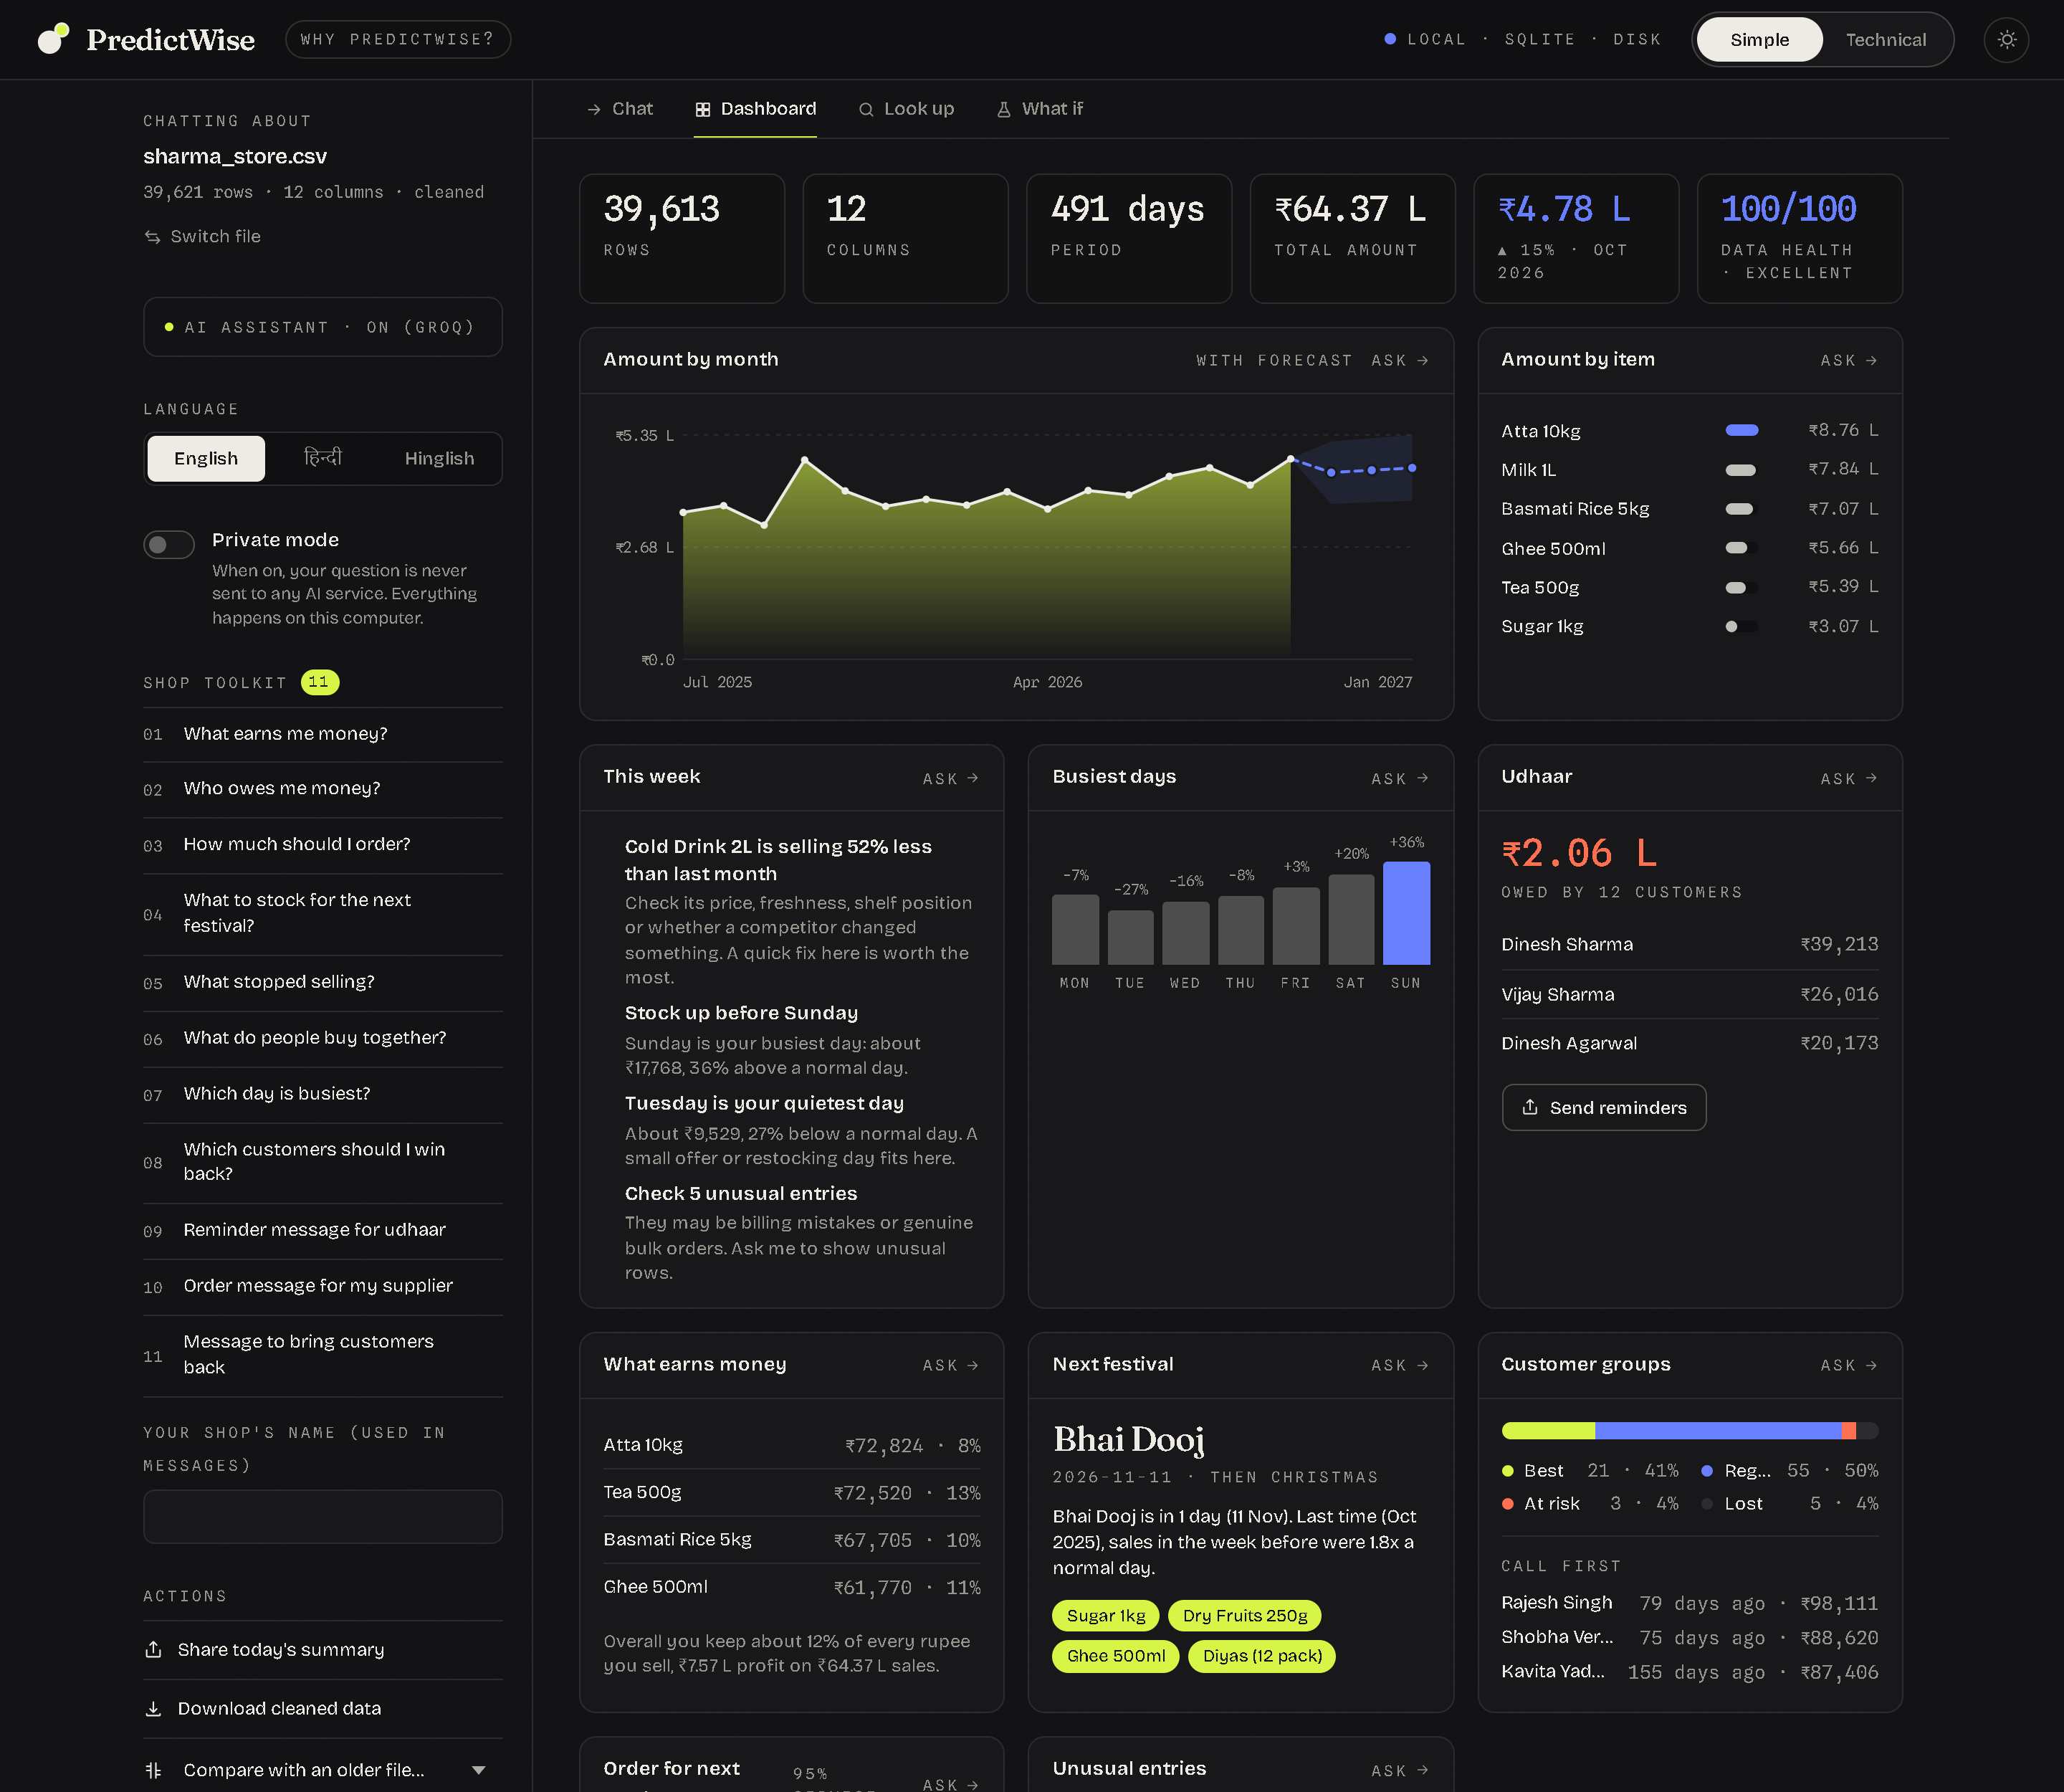 PredictWise
WHY PREDICTWISE?
LOCAL · SQLITE · DISK
Simple
Technical
CHATTING ABOUT
sharma_store.csv
39,621 rows · 12 columns · cleaned
Switch file
AI ASSISTANT · ON (GROQ)
LANGUAGE
English
हिन्दी
Hinglish
Private mode
When on, your question is never
sent to any AI service. Everything
happens on this computer.
SHOP TOOLKIT 11
01 What earns me money?
02 Who owes me money?
03 How much should I order?
04 What to stock for the next
festival?
05 What stopped selling?
06 What do people buy together?
07 Which day is busiest?
08 Which customers should I win
back?
09 Reminder message for udhaar
10 Order message for my supplier
11 Message to bring customers
back
YOUR SHOP'S NAME (USED IN
MESSAGES)
ACTIONS
Share today's summary
Download cleaned data
Compare with an older file...
→ Chat
Dashboard
Look up
What if
39,613
ROWS
12
COLUMNS
491 days
PERIOD
₹64.37 L
TOTAL AMOUNT
₹4.78 L
▲ 15% · OCT
2026
100/100
DATA HEALTH
· EXCELLENT
Amount by month
WITH FORECAST
ASK →
₹5.35 L
₹2.68 L
₹0.0
Jul 2025
Apr 2026
Jan 2027
Amount by item
ASK →
Atta 10kg ₹8.76 L
Milk 1L ₹7.84 L
Basmati Rice 5kg ₹7.07 L
Ghee 500ml ₹5.66 L
Tea 500g ₹5.39 L
Sugar 1kg ₹3.07 L
This week
ASK →
Cold Drink 2L is selling 52% less
than last month
Check its price, freshness, shelf position
or whether a competitor changed
something. A quick fix here is worth the
most.
Stock up before Sunday
Sunday is your busiest day: about
₹17,768, 36% above a normal day.
Tuesday is your quietest day
About ₹9,529, 27% below a normal day. A
small offer or restocking day fits here.
Check 5 unusual entries
They may be billing mistakes or genuine
bulk orders. Ask me to show unusual
rows.
Busiest days
ASK →
-7% -27% -16% -8% +3% +20% +36%
MON TUE WED THU FRI SAT SUN
Udhaar
ASK →
₹2.06 L
OWED BY 12 CUSTOMERS
Dinesh Sharma ₹39,213
Vijay Sharma ₹26,016
Dinesh Agarwal ₹20,173
Send reminders
What earns money
ASK →
Atta 10kg ₹72,824 · 8%
Tea 500g ₹72,520 · 13%
Basmati Rice 5kg ₹67,705 · 10%
Ghee 500ml ₹61,770 · 11%
Overall you keep about 12% of every rupee
you sell, ₹7.57 L profit on ₹64.37 L sales.
Next festival
ASK →
Bhai Dooj
2026-11-11 · THEN CHRISTMAS
Bhai Dooj is in 1 day (11 Nov). Last time (Oct
2025), sales in the week before were 1.8x a
normal day.
Sugar 1kg
Dry Fruits 250g
Ghee 500ml
Diyas (12 pack)
Customer groups
ASK →
Best 21 · 41%
Reg... 55 · 50%
At risk 3 · 4%
Lost 5 · 4%
CALL FIRST
Rajesh Singh 79 days ago · ₹98,111
Shobha Ver... 75 days ago · ₹88,620
Kavita Yad... 155 days ago · ₹87,406
Order for next
95%
ASK →
Unusual entries
ASK →